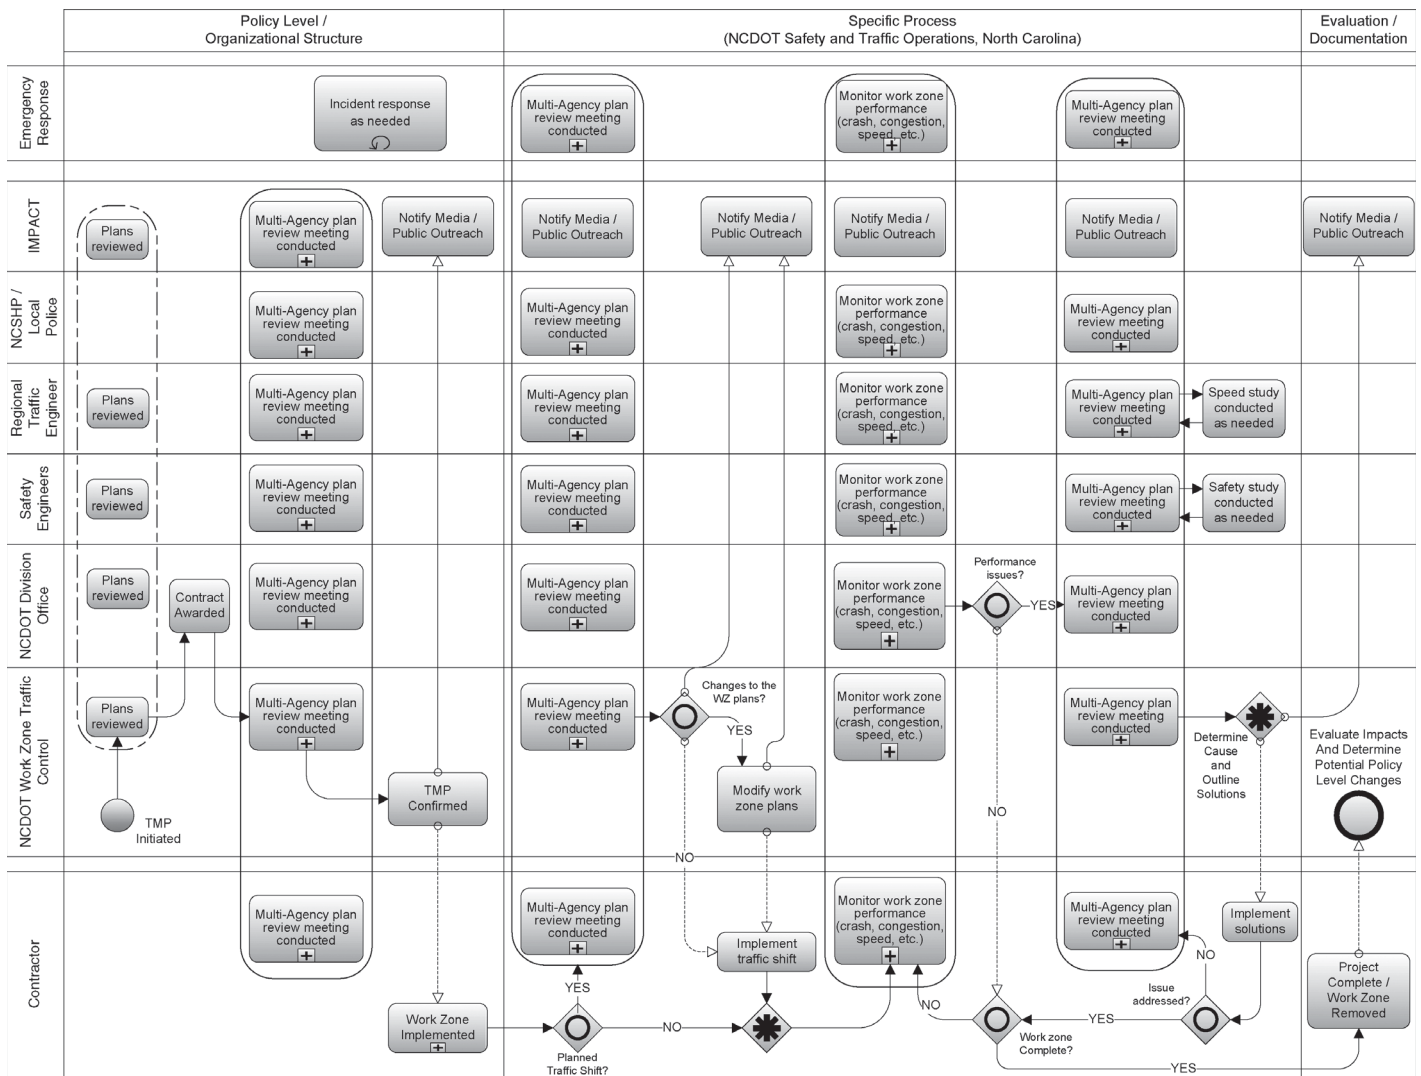 Policy Level /
Organizational Structure
Specific Process
(NCDOT Safety and Traffic Operations, North Carolina)
Evaluation /
Documentation
Emergency
Response
Incident response
as needed
Multi-Agency plan
review meeting
conducted
Monitor work zone
performance
(crash, congestion,
speed, etc.)
Multi-Agency plan
review meeting
conducted
IMPACT
Plans
reviewed
Multi-Agency plan
review meeting
conducted
Notify Media /
Public Outreach
Notify Media /
Public Outreach
Notify Media /
Public Outreach
Notify Media /
Public Outreach
Notify Media /
Public Outreach
Notify Media /
Public Outreach
NCSHP /
Local
Police
Multi-Agency plan
review meeting
conducted
Multi-Agency plan
review meeting
conducted
Monitor work zone
performance
(crash, congestion,
speed, etc.)
Multi-Agency plan
review meeting
conducted
Regional
Traffic
Engineer
Plans
reviewed
Multi-Agency plan
review meeting
conducted
Multi-Agency plan
review meeting
conducted
Monitor work zone
performance
(crash, congestion,
speed, etc.)
Multi-Agency plan
review meeting
conducted
Speed study
conducted
as needed
Safety
Engineers
Plans
reviewed
Multi-Agency plan
review meeting
conducted
Multi-Agency plan
review meeting
conducted
Monitor work zone
performance
(crash, congestion,
speed, etc.)
Multi-Agency plan
review meeting
conducted
Safety study
conducted
as needed
NCDOT Division
Office
Plans
reviewed
Contract
Awarded
Multi-Agency plan
review meeting
conducted
Multi-Agency plan
review meeting
conducted
Monitor work zone
performance
(crash, congestion,
speed, etc.)
Performance
issues?
YES
Multi-Agency plan
review meeting
conducted
NCDOT Work Zone Traffic
Control
Plans
reviewed
TMP
Initiated
Multi-Agency plan
review meeting
conducted
TMP
Confirmed
Multi-Agency plan
review meeting
conducted
Changes to the
WZ plans?
YES
Modify work
zone plans
NO
Monitor work zone
performance
(crash, congestion,
speed, etc.)
NO
Multi-Agency plan
review meeting
conducted
Determine
Cause
and
Outline
Solutions
Evaluate Impacts
And Determine
Potential Policy
Level Changes
Contractor
Multi-Agency plan
review meeting
conducted
Work Zone
Implemented
Multi-Agency plan
review meeting
conducted
YES
Planned
Traffic Shift?
NO
Implement
traffic shift
Monitor work zone
performance
(crash, congestion,
speed, etc.)
NO
Work zone
Complete?
YES
Multi-Agency plan
review meeting
conducted
NO
Issue
addressed?
Implement
solutions
YES
Project
Complete /
Work Zone
Removed